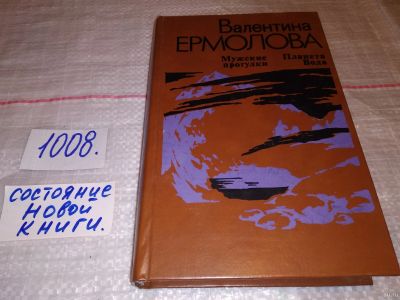 Валентина
ЕРМОЛОВА
Мужские Планета
прогулки Вода
1008.
состояние
новой
книги.